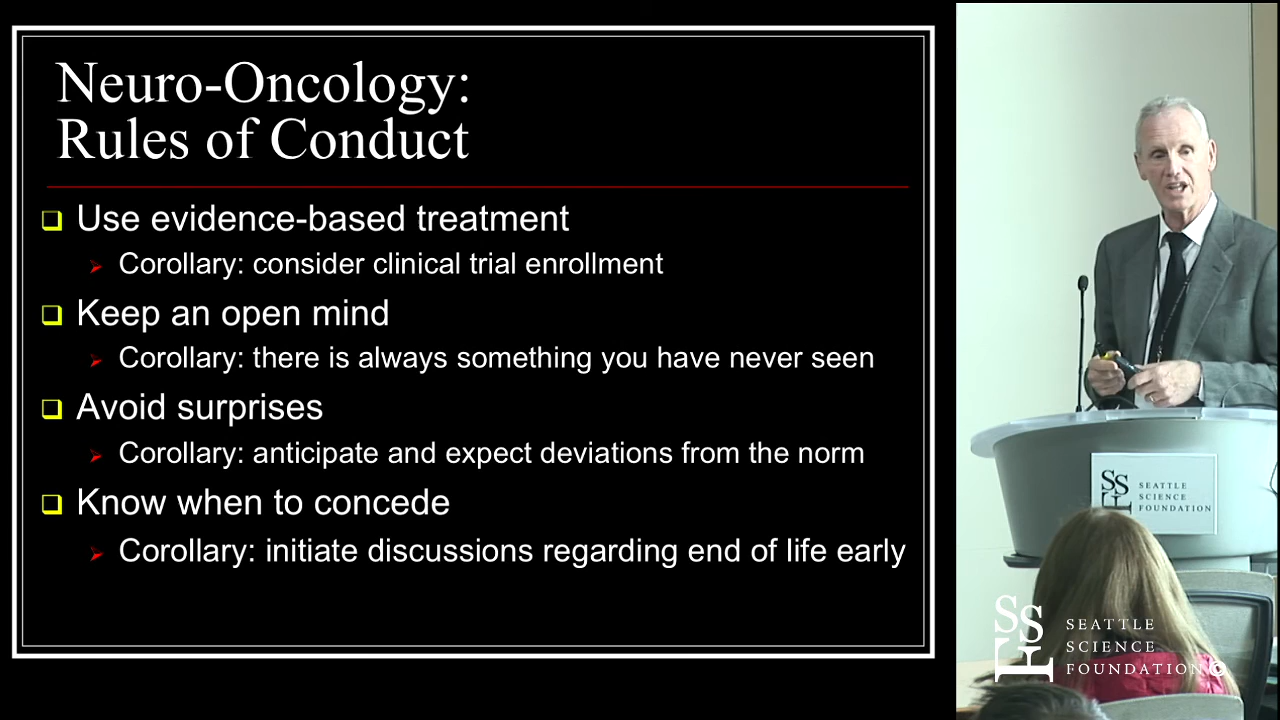 Neuro-Oncology:
Rules of Conduct
Use evidence-based treatment
Corollary: consider clinical trial enrollment
Keep an open mind
Corollary: there is always something you have never seen
Avoid surprises
Corollary: anticipate and expect deviations from the norm
Know when to concede
Corollary: initiate discussions regarding end of life early
SSF
SEATTLE
SCIENCE
FOUNDATION
SSF
SEATTLE
SCIENCE
FOUNDATION©